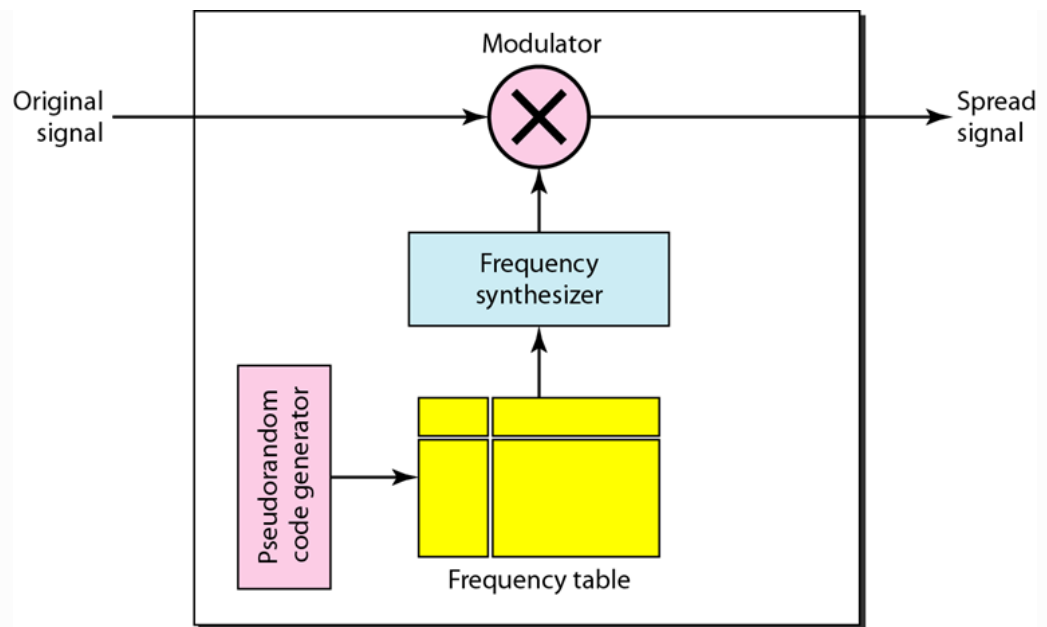 Modulator
Original
signal
Spread
signal
Frequency
synthesizer
Pseudorandom
code generator
Frequency table